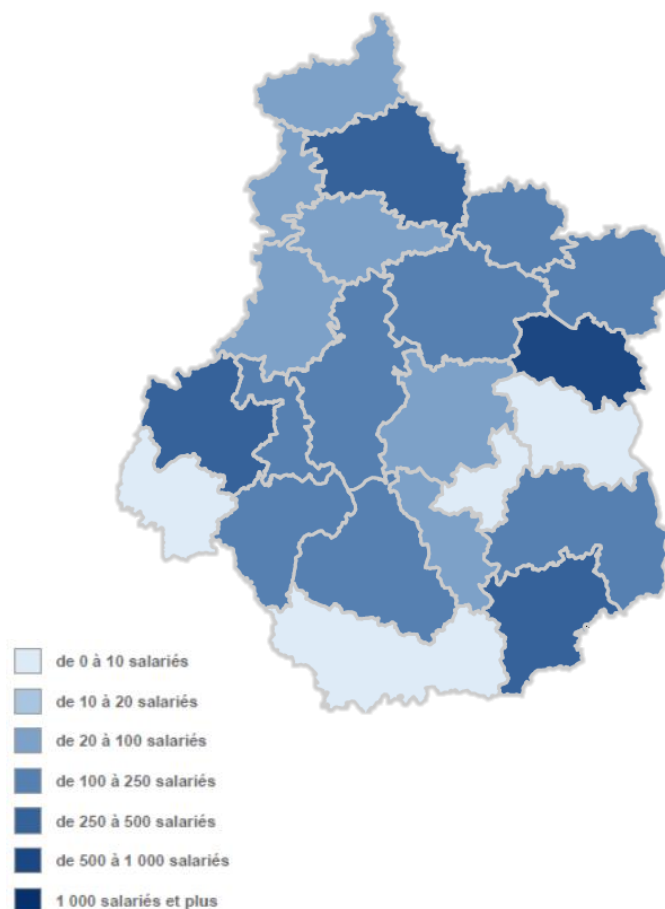 de 0 à 10 salariés
de 10 à 20 salariés
de 20 à 100 salariés
de 100 à 250 salariés
de 250 à 500 salariés
de 500 à 1 000 salariés
1 000 salariés et plus